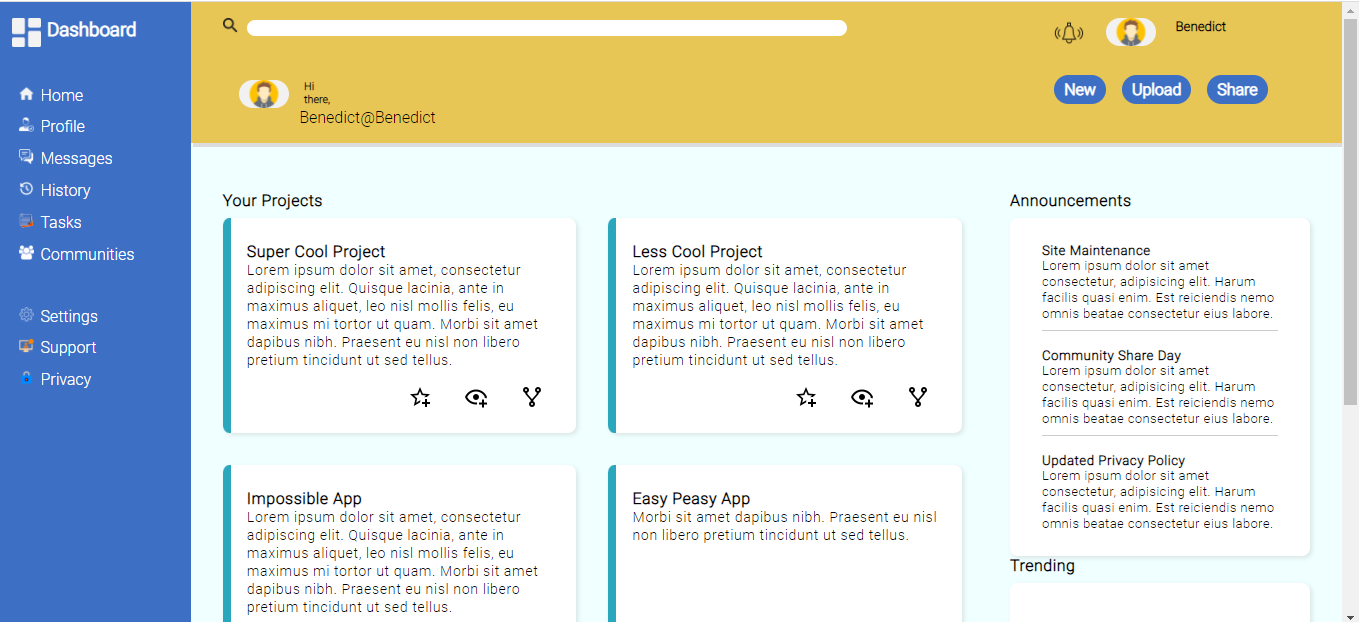 Dashboard
Home
Profile
Messages
History
Tasks
Communities
Settings
Support
Privacy
Benedict
Hi
there,
Benedict@Benedict
New
Upload
Share
Your Projects
Super Cool Project
Lorem ipsum dolor sit amet, consectetur
adipiscing elit. Quisque lacinia, ante in
maximus aliquet, leo nisl mollis felis, eu
maximus mi tortor ut quam. Morbi sit amet
dapibus nibh. Praesent eu non libero
pretium tincidunt ut sed tellus.
Less Cool Project
Lorem ipsum dolor sit amet, consectetur
adipiscing elit. Quisque lacinia, ante in
maximus aliquet, leo nisl mollis felis, eu
maximus mi tortor ut quam. Morbi sit amet
dapibus nibh. Praesent eu nisl non libero
pretium tincidunt ut sed tellus.
Impossible App
Lorem ipsum dolor sit amet, consectetur
adipiscing elit. Quisque lacinia, ante in
maximus aliquet, leo nisl mollis felis, eu
maximus mi tortor ut quam. Morbi sit amet
dapibus nibh. Praesent eu nisl non libero
pretium tincidunt ut sed tellus.
Easy Peasy App
Morbi sit amet dapibus nibh. Praesent eu nisl
non libero pretium tincidunt ut sed tellus.
Announcements
Site Maintenance
Lorem ipsum dolor sit amet
consectetur, adipisicing elit. Harum
facilis quasi enim. Est reiciendis nemo
omnis beatae consectetur eius labore.
Community Share Day
Lorem ipsum dolor sit amet
consectetur, adipisicing elit. Harum
facilis quasi enim. Est reiciendis nemo
omnis beatae consectetur eius labore.
Updated Privacy Policy
Lorem ipsum dolor sit amet
consectetur, adipisicing elit. Harum
facilis quasi enim. Est reiciendis nemo
omnis beatae consectetur eius labore.
Trending